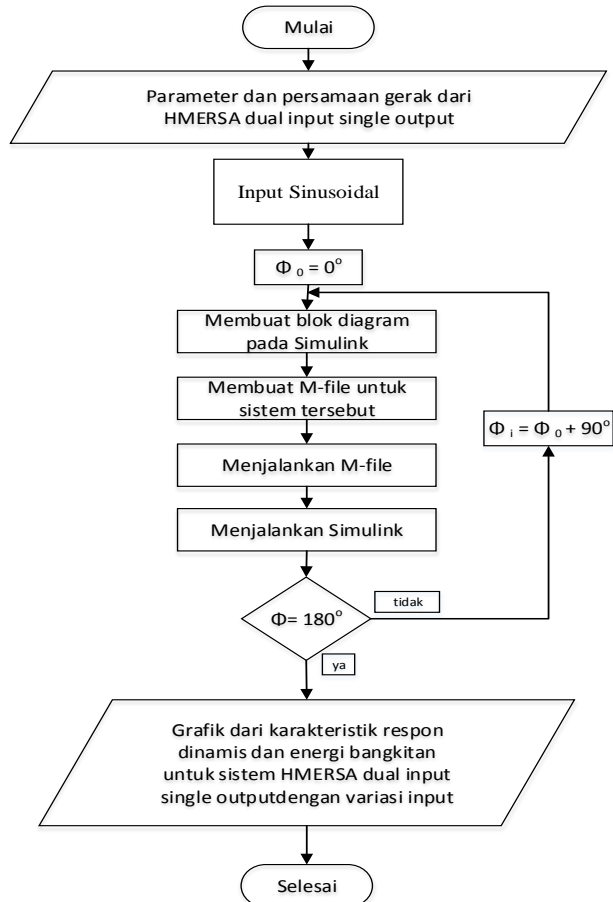 Mulai
Parameter dan persamaan gerak dari
HMERSA dual input single output
Input Sinusoidal
Φ ₀ = 0°
Membuat blok diagram
pada Simulink
Membuat M-file untuk
sistem tersebut
Φ ᵢ = Φ ₀ + 90°
Menjalankan M-file
Menjalankan Simulink
tidak
Φ= 180°
ya
Grafik dari karakteristik respon
dinamis dan energi bangkitan
untuk sistem HMERSA dual input
single outputdengan variasi input
Selesai